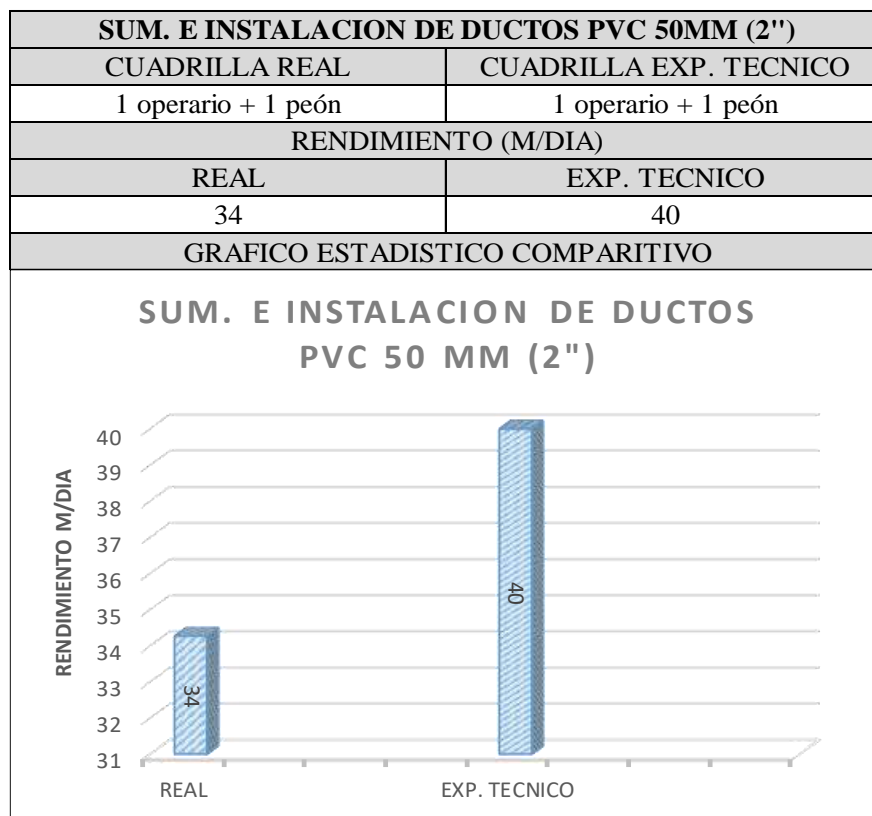 SUM. E INSTALACION DE DUCTOS PVC 50MM (2")
CUADRILLA REAL CUADRILLA EXP. TECNICO
1 operario + 1 peón 1 operario + 1 peón
RENDIMIENTO (M/DIA)
REAL EXP. TECNICO
34 40
GRAFICO ESTADISTICO COMPARITIVO
SUM. E INSTALACION DE DUCTOS
PVC 50 MM (2")
RENDIMIENTO M/DIA
40
39
38
37
36
35
34
33
32
31
34
40
REAL EXP. TECNICO